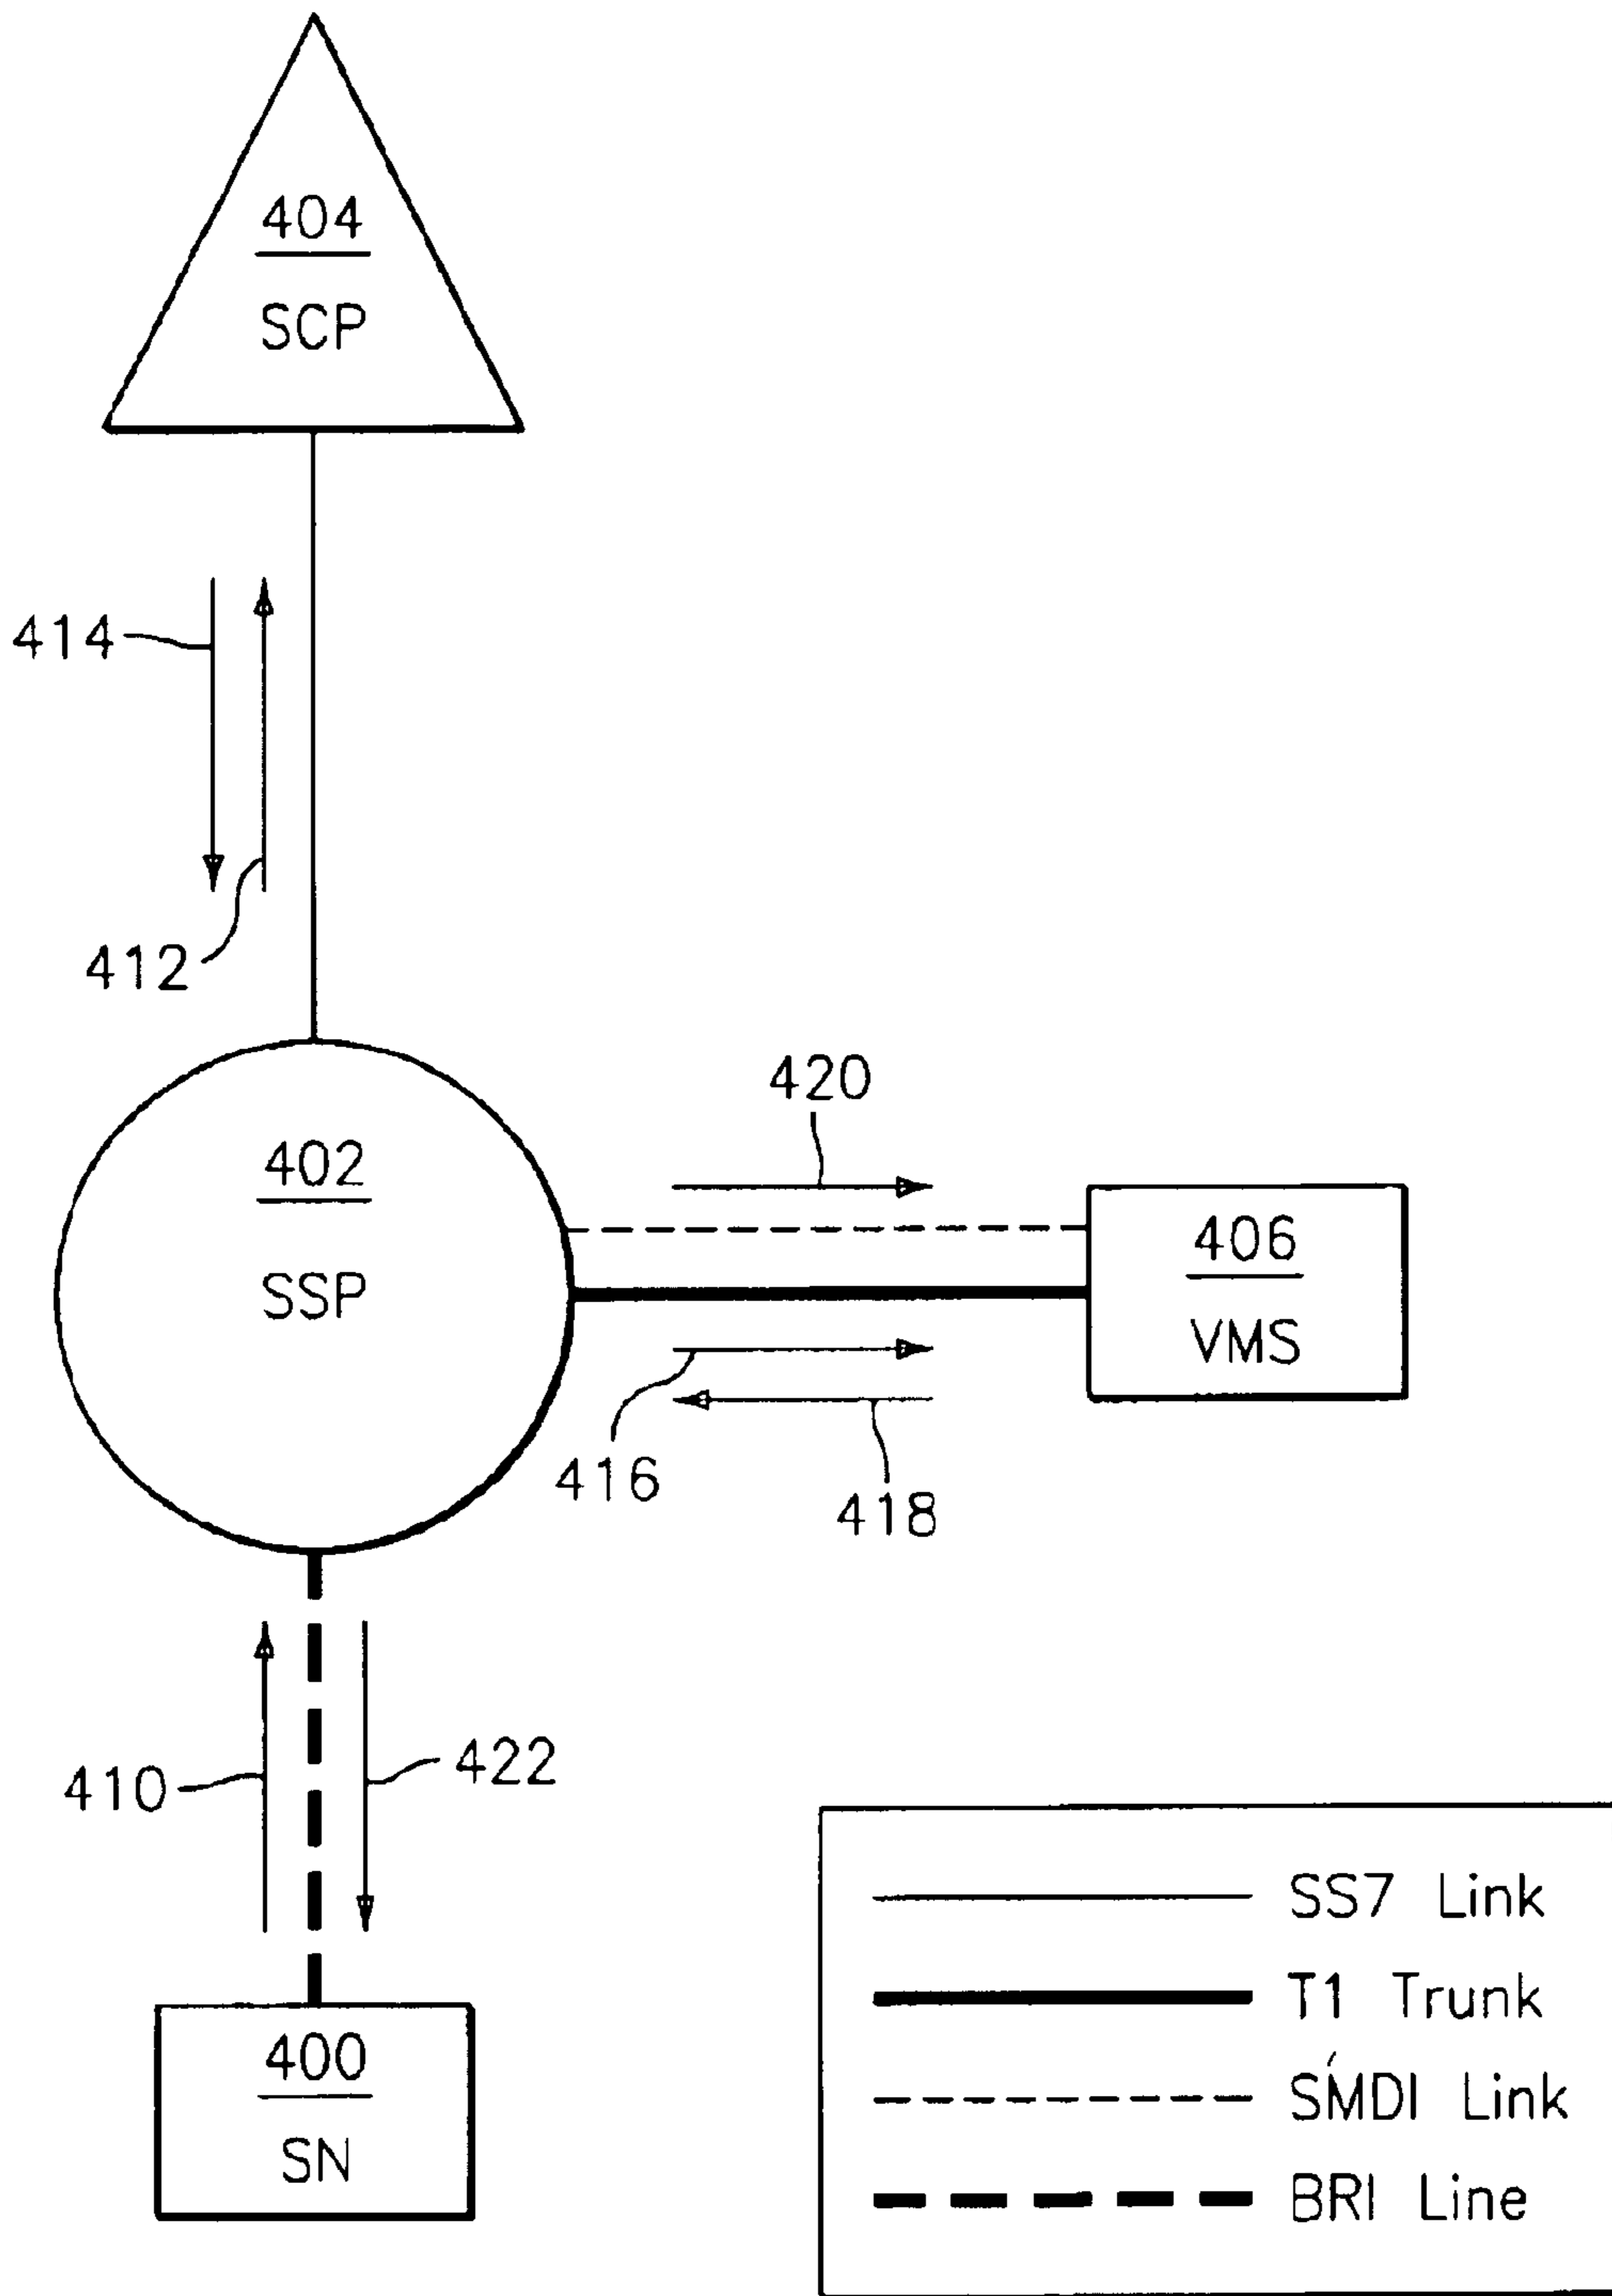 404
SCP
414
412
420
402
SSP
406
VMS
416
418
410
422
400
SN
SS7 Link
T1 Trunk
SMDI Link
BRI Line